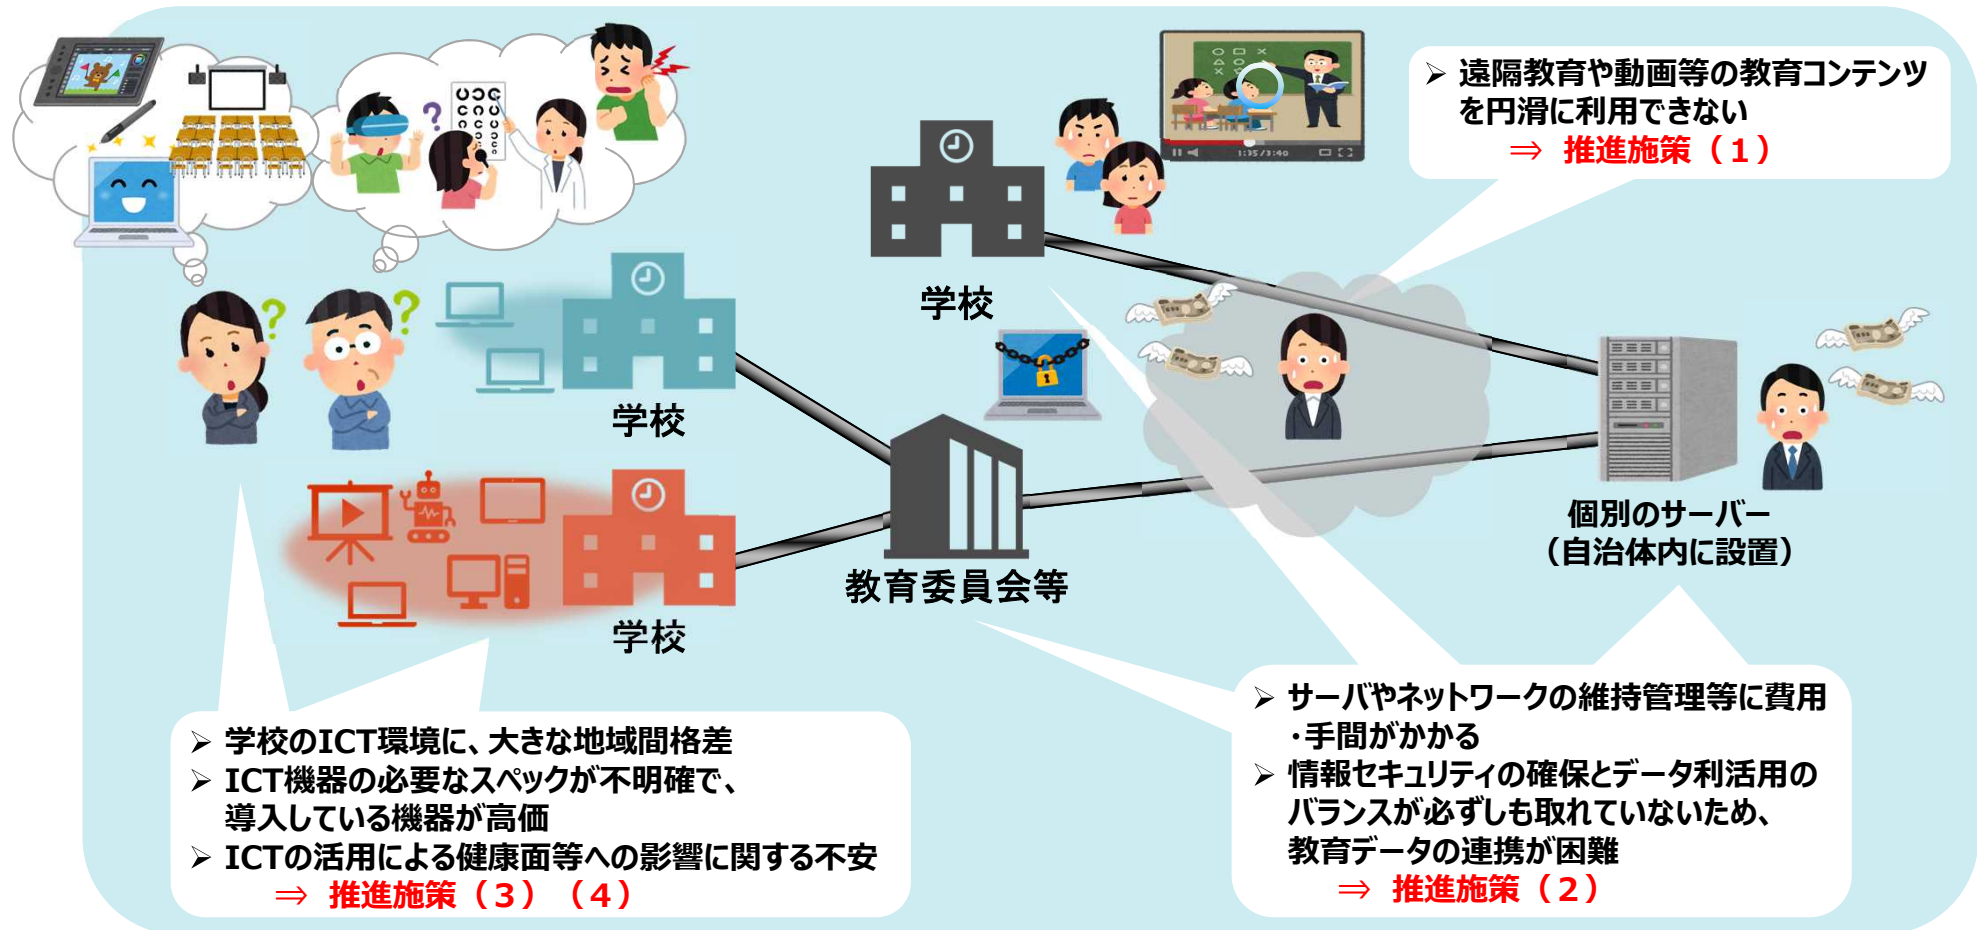 ➢ 遠隔教育や動画等の教育コンテンツ
を円滑に利用できない
⇒ 推進施策（１）
1:35/3:40
学校
学校
学校
教育委員会等
個別のサーバー
（自治体内に設置）
➢ 学校のICT環境に、大きな地域間格差
➢ ICT機器の必要なスペックが不明確で、
導入している機器が高価
➢ ICTの活用による健康面等への影響に関する不安
⇒ 推進施策（３）（４）
➢ サーバやネットワークの維持管理等に費用
・手間がかかる
➢ 情報セキュリティの確保とデータ利活用の
バランスが必ずしも取れていないため、
教育データの連携が困難
⇒ 推進施策（２）